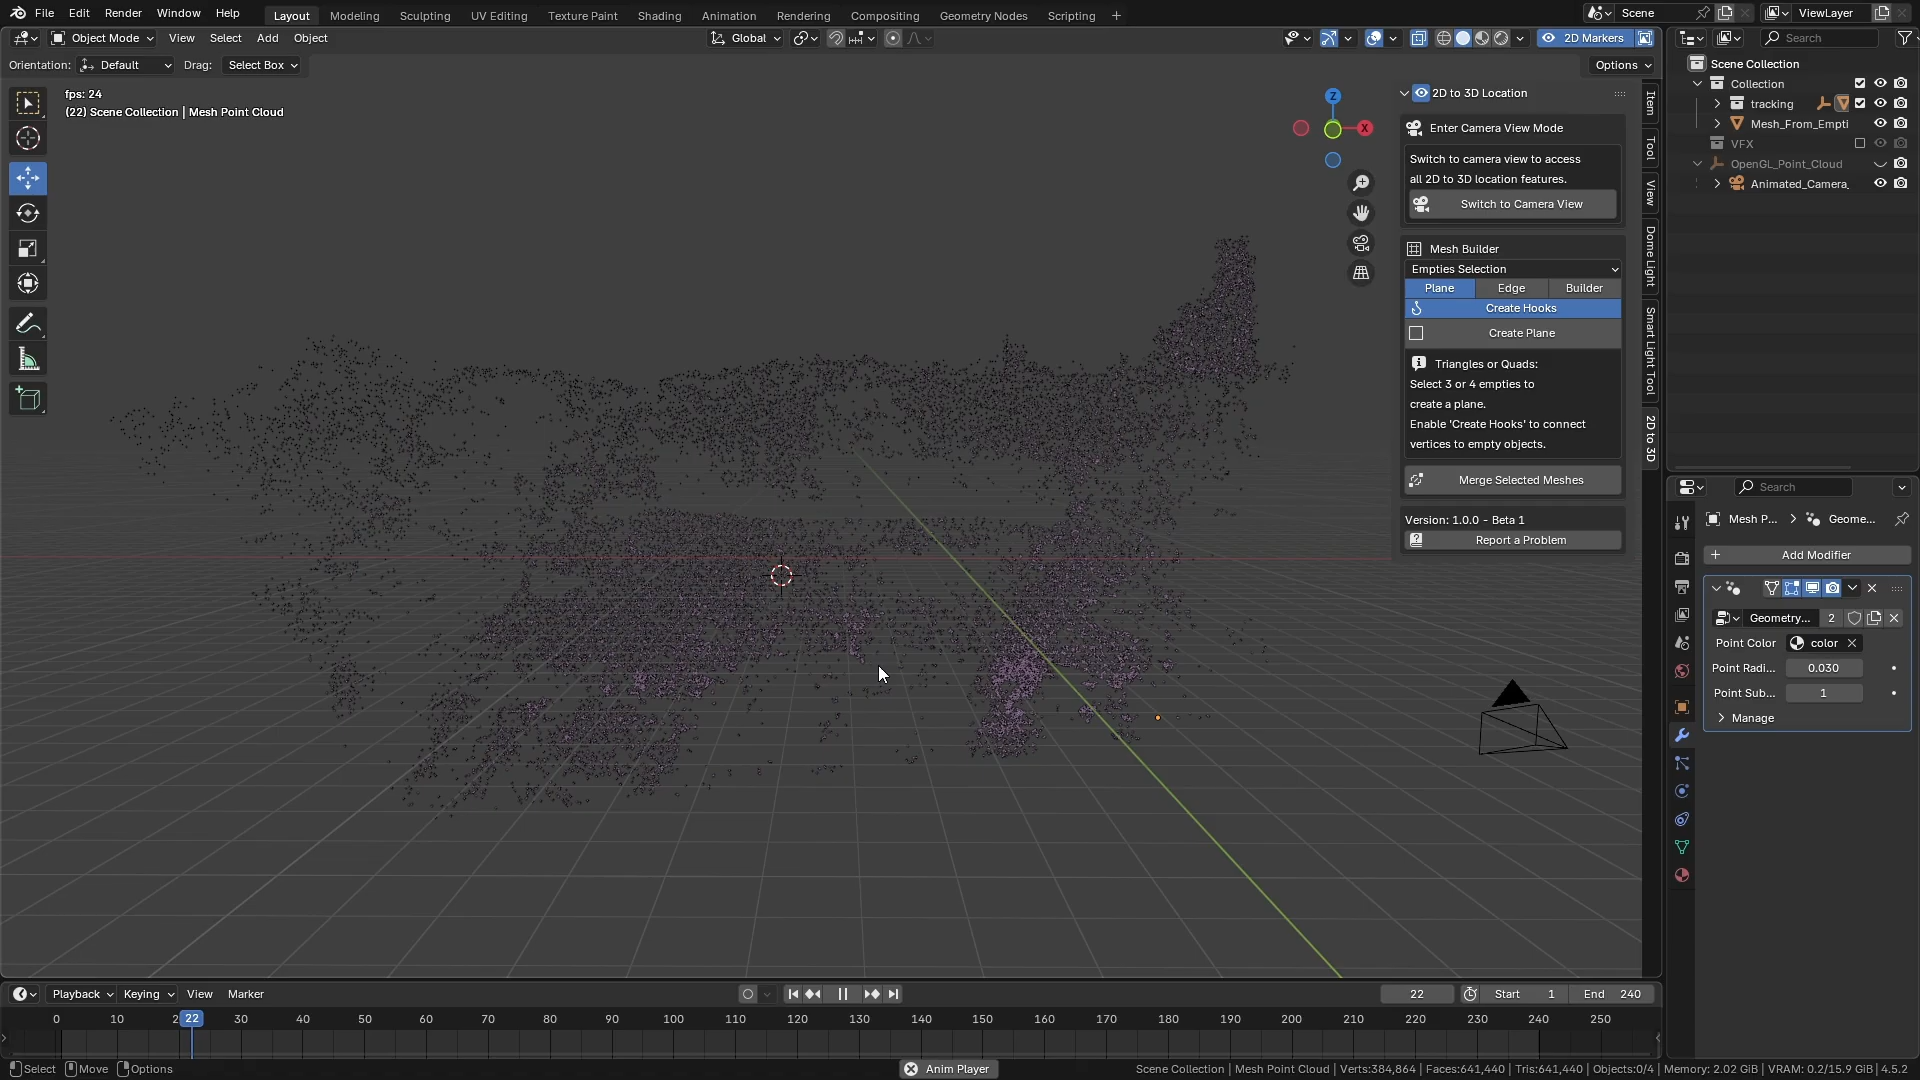 File Edit Render Window Help Layout Modeling Sculpting UV Editing Texture Paint Shading Animation Rendering Compositing Geometry Nodes Scripting + Scene ViewLayer
Object Mode View Select Add Object Global 2D Markers Search
Orientation: Default Drag: Select Box Options
fps: 24
(22) Scene Collection | Mesh Point Cloud
Z
X
2D to 3D Location
Enter Camera View Mode
Switch to camera view to access
all 2D to 3D location features.
Switch to Camera View
Mesh Builder
Empties Selection
Plane Edge Builder
Create Hooks
Create Plane
Triangles or Quads:
Select 3 or 4 empties to
create a plane.
Enable 'Create Hooks' to connect
vertices to empty objects.
Merge Selected Meshes
Version: 1.0.0 - Beta 1
Report a Problem
Item
Tool
View
Dome Light
Smart Light Tool
2D to 3D
Scene Collection
Collection
tracking
Mesh_From_Empti
VFX
OpenGL_Point_Cloud
Animated_Camera_
Search
Mesh P... Geome...
Add Modifier
Geometry... 2
Point Color color
Point Radi... 0.030
Point Sub... 1
Manage
Playback Keying View Marker 22 Start 1 End 240
0 10 2 22 30 40 50 60 70 80 90 100 110 120 130 140 150 160 170 180 190 200 210 220 230 240 250
Select Move Options Anim Player Scene Collection | Mesh Point Cloud | Verts:384,864 | Faces:641,440 | Tris:641,440 | Objects:0/4 | Memory: 2.02 GiB | VRAM: 0.2/15.9 GiB | 4.5.2